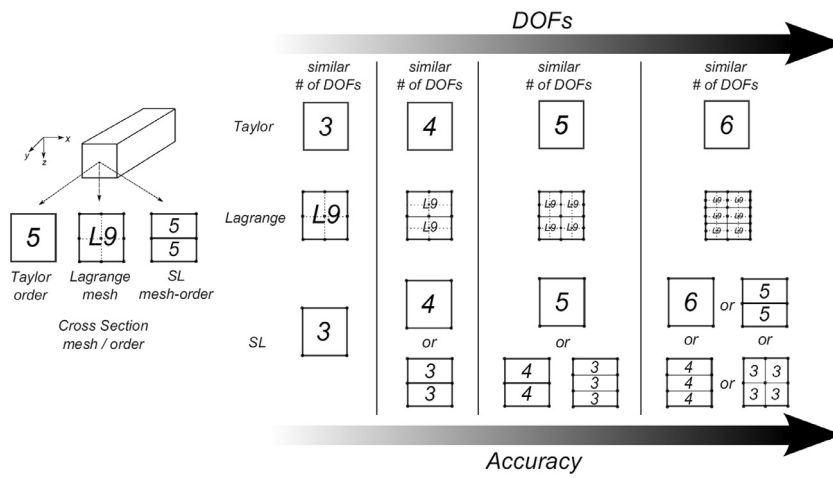 DOFs
similar
# of DOFs
similar
# of DOFs
similar
# of DOFs
similar
# of DOFs
Taylor
3
4
5
6
x
y
z
Lagrange
L9
L9
L9
L9
L9
L9
L9
L9
L9
L9
L9
L9
L9
5
L9
5
5
Taylor
order
Lagrange
mesh
SL
mesh-order
Cross Section
mesh / order
SL
3
4
or
3
3
5
or
4
4
3
3
3
6
or
5
5
or
or
4
4
4
or
3 3
3 3
Accuracy